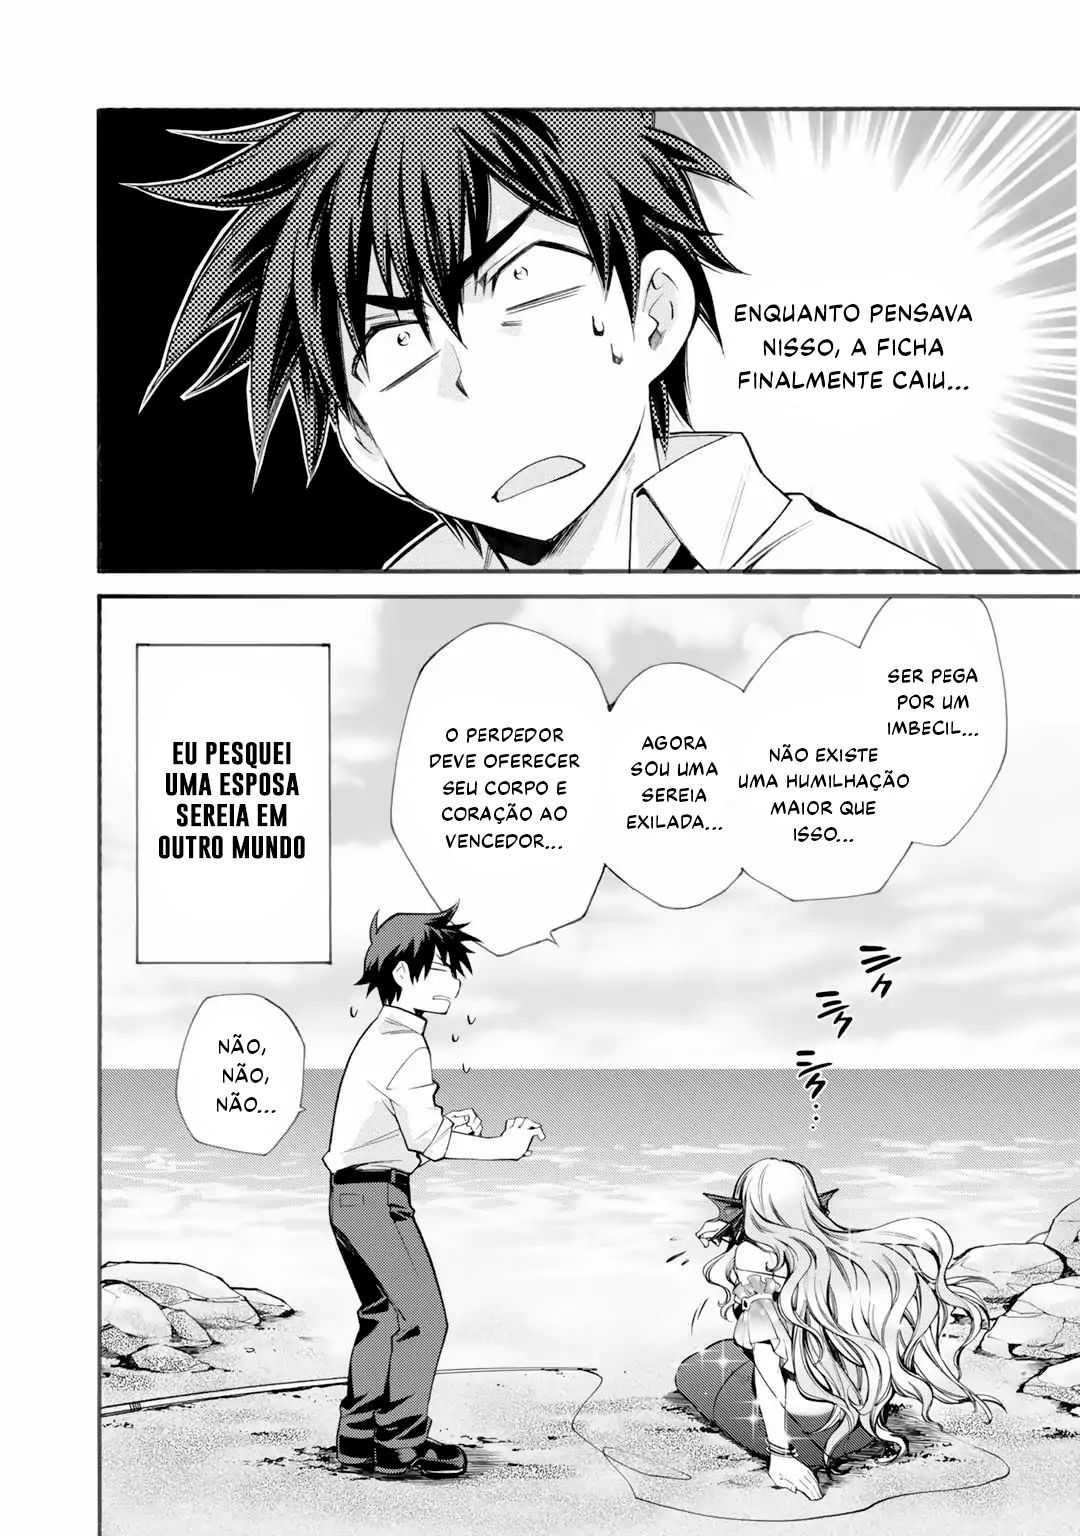 ENQUANTO PENSAVA
NISSO, A FICHA
FINALMENTE CAIU...
SER PEGA
POR UM
IMBECIL...
NÃO EXISTE
UMA HUMILHAÇÃO
MAIOR QUE
ISSO...
AGORA
SOU UMA
SEREIA
EXILADA...
O PERDEDOR
DEVE OFERECER
SEU CORPO E
CORAÇÃO AO
VENCEDOR...
EU PESQUEI
UMA ESPOSA
SEREIA EM
OUTRO MUNDO
NÃO,
NÃO,
NÃO...